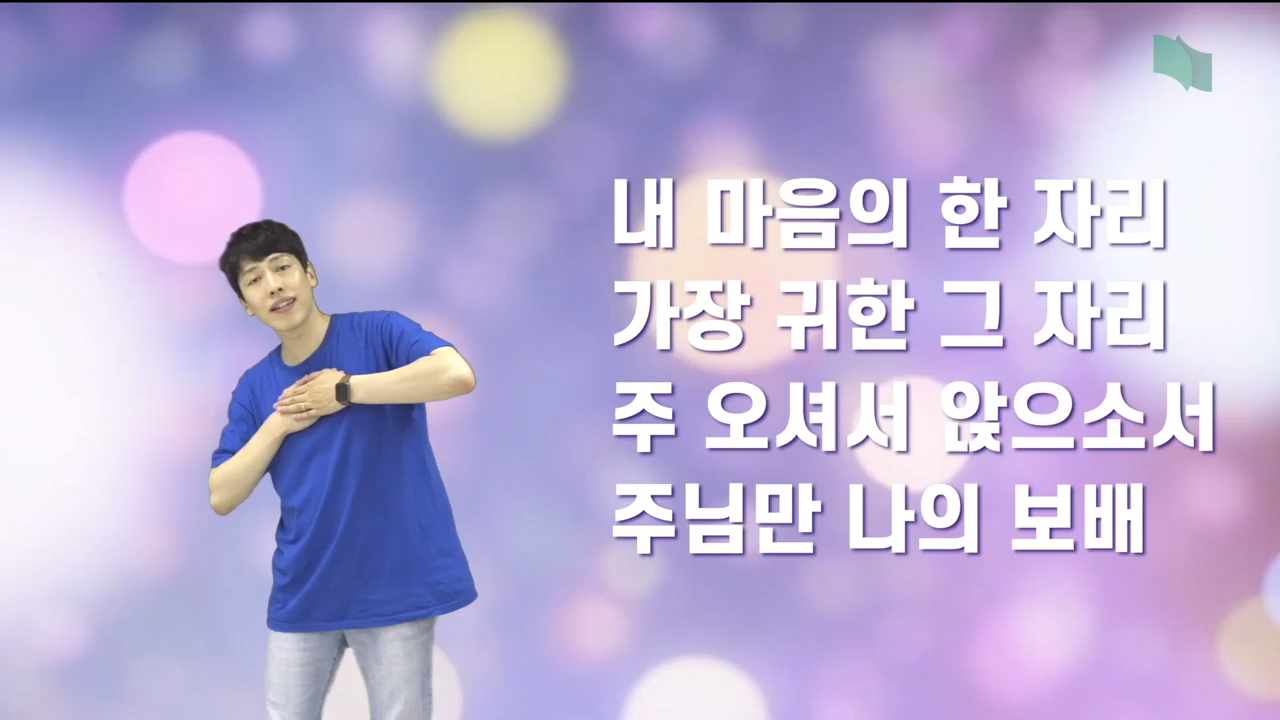 내 마음의 한 자리
가장 귀한 그 자리
주 오셔서 앉으소서
주님만 나의 보배